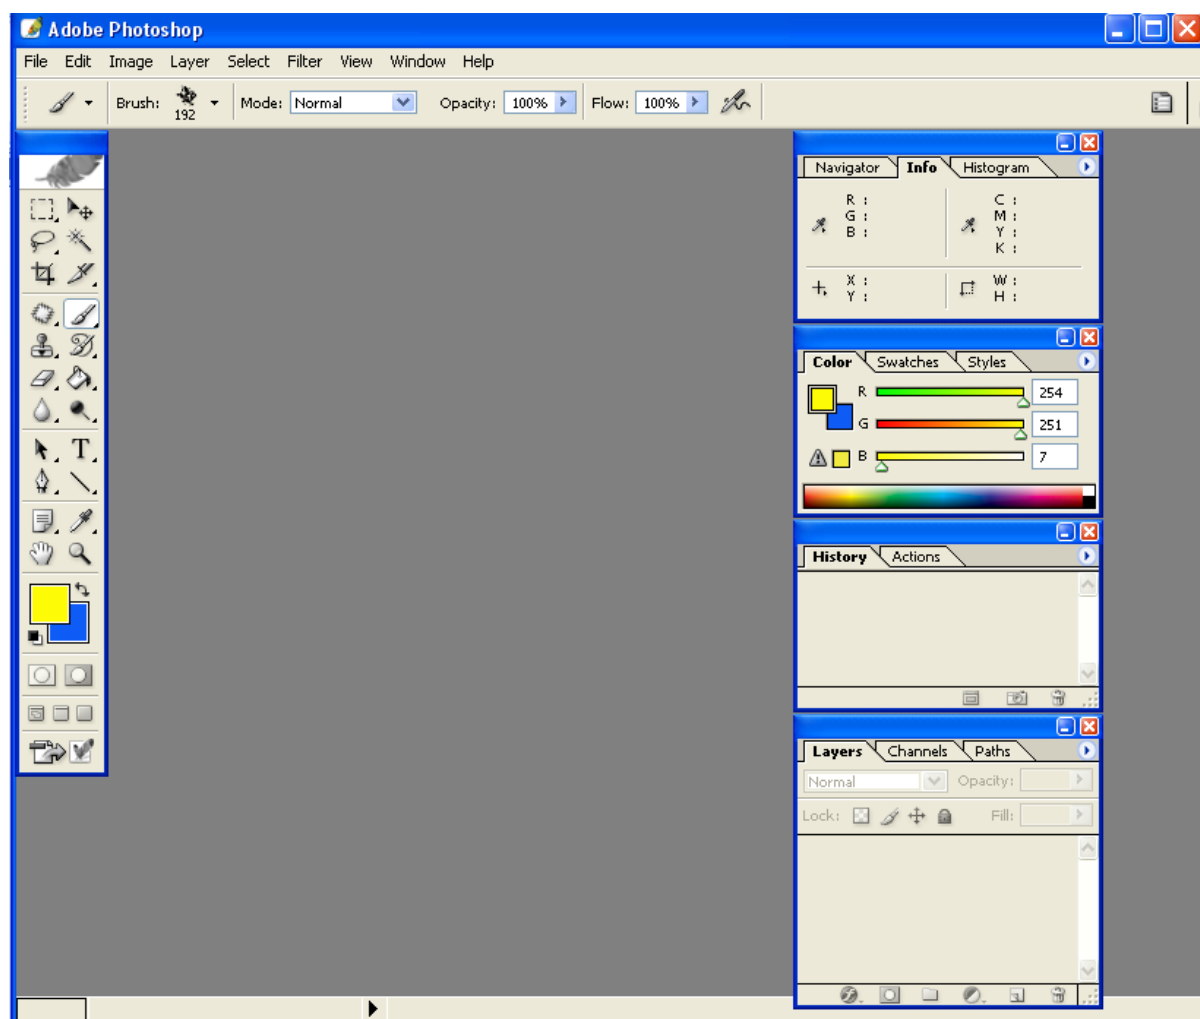 Adobe Photoshop
File Edit Image Layer Select Filter View Window Help
Brush: 192 Mode: Normal Opacity: 100% Flow: 100%
Navigator Info Histogram
R : C :
G : M :
B : Y :
K :
X : W :
Y : H :
Color Swatches Styles
R 254
G 251
B 7
History Actions
Layers Channels Paths
Normal Opacity:
Lock: Fill:
T